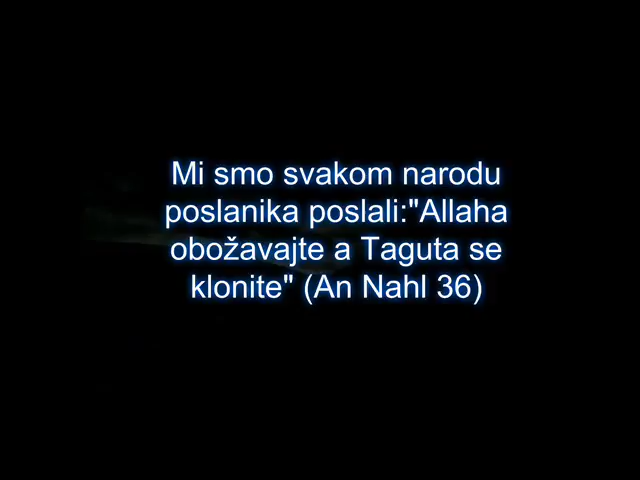 Mi smo svakom narodu
poslanika poslali:"Allaha
obožavajte a Taguta se
klonite" (An Nahl 36)